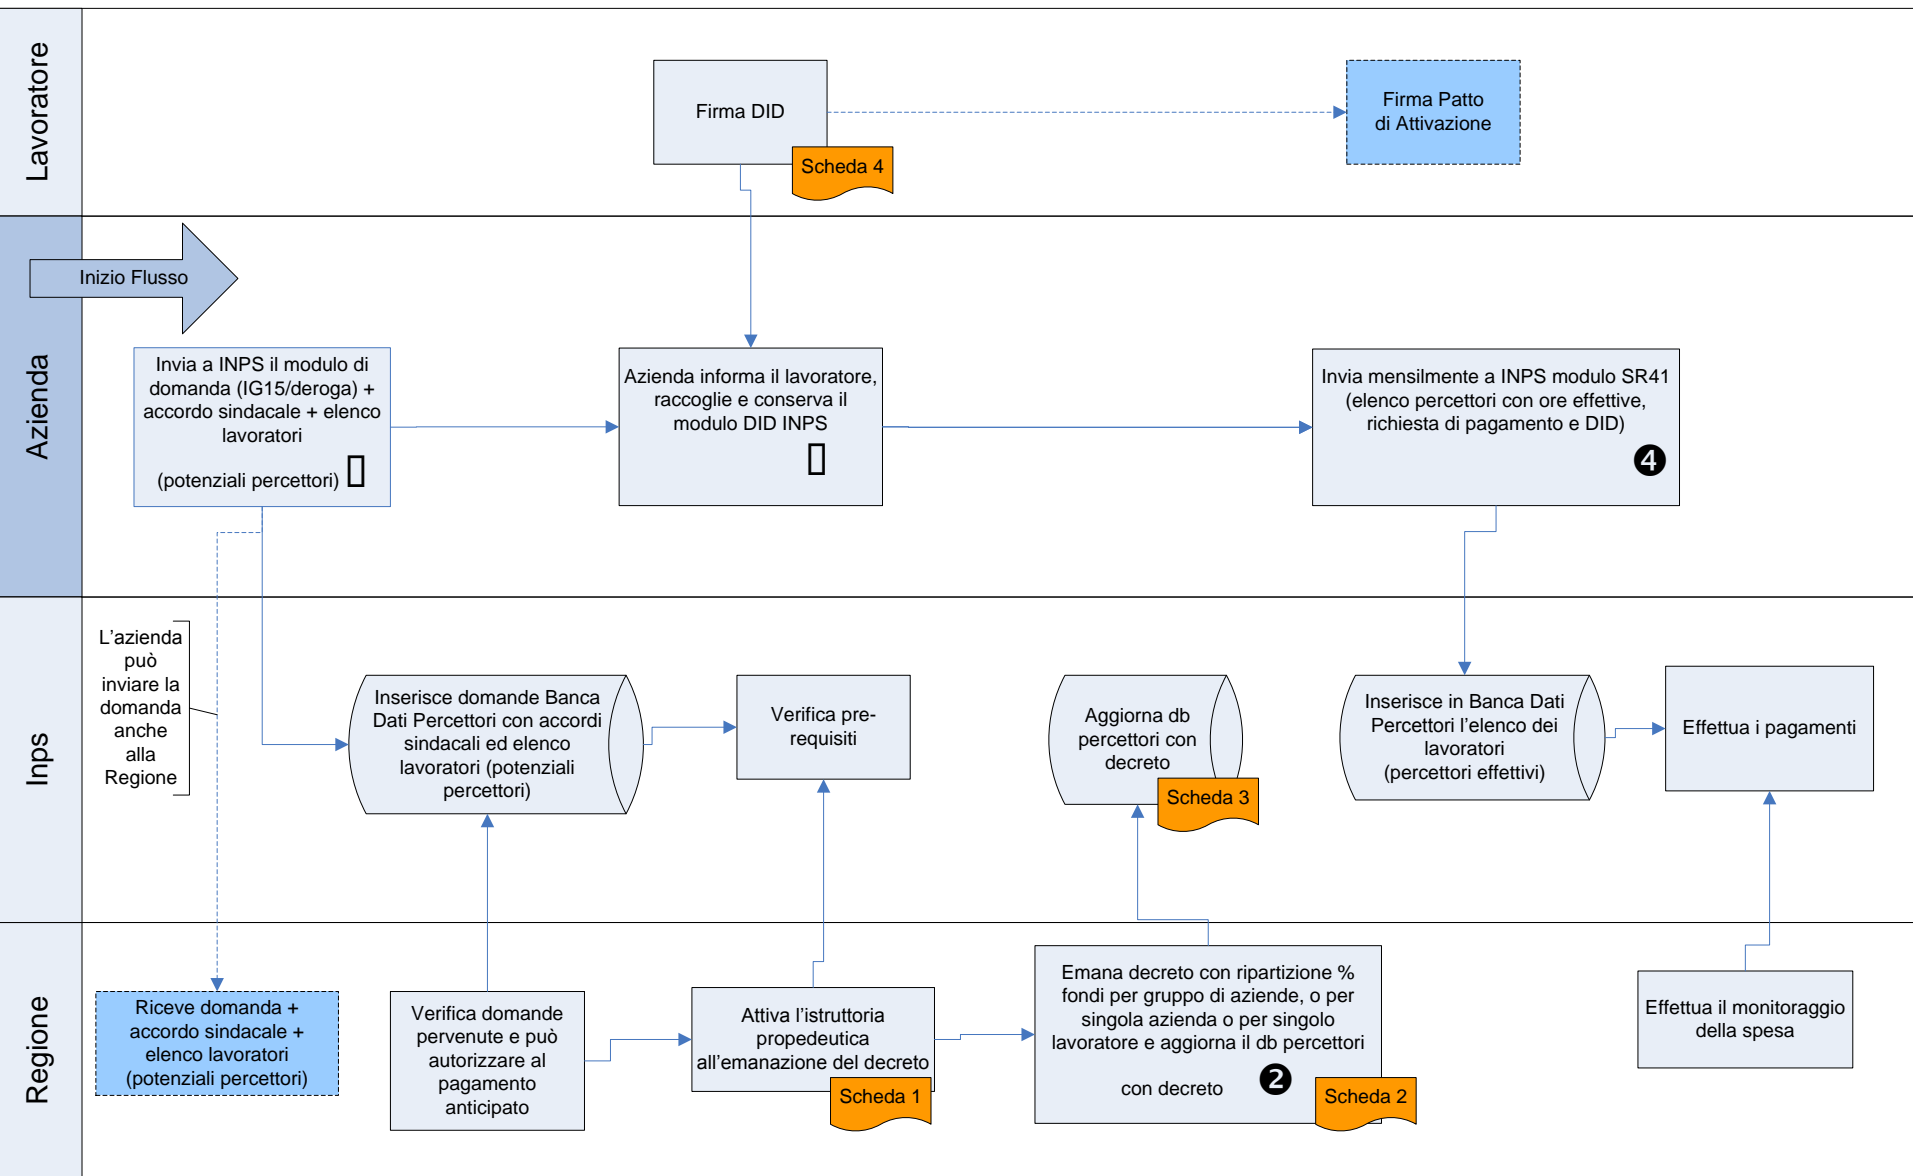 Lavoratore
Firma DID
Scheda 4
Firma Patto
di Attivazione
Azienda
Inizio Flusso
Invia a INPS il modulo di
domanda (IG15/deroga) +
accordo sindacale + elenco
lavoratori
(potenziali percettori)
Azienda informa il lavoratore,
raccoglie e conserva il
modulo DID INPS
Invia mensilmente a INPS modulo SR41
(elenco percettori con ore effettive,
richiesta di pagamento e DID)
❹
Inps
L'azienda
può
inviare la
domanda
anche
alla
Regione
Inserisce domande Banca
Dati Percettori con accordi
sindacali ed elenco
lavoratori (potenziali
percettori)
Verifica pre-
requisiti
Aggiorna db
percettori con
decreto
Scheda 3
Inserisce in Banca Dati
Percettori l'elenco dei
lavoratori
(percettori effettivi)
Effettua i pagamenti
Regione
Riceve domanda +
accordo sindacale +
elenco lavoratori
(potenziali percettori)
Verifica domande
pervenute e può
autorizzare al
pagamento
anticipato
Attiva l'istruttoria
propedeutica
all'emanazione del decreto
Scheda 1
Emana decreto con ripartizione %
fondi per gruppo di aziende, o per
singola azienda o per singolo
lavoratore e aggiorna il db percettori
con decreto ❷
Scheda 2
Effettua il monitoraggio
della spesa